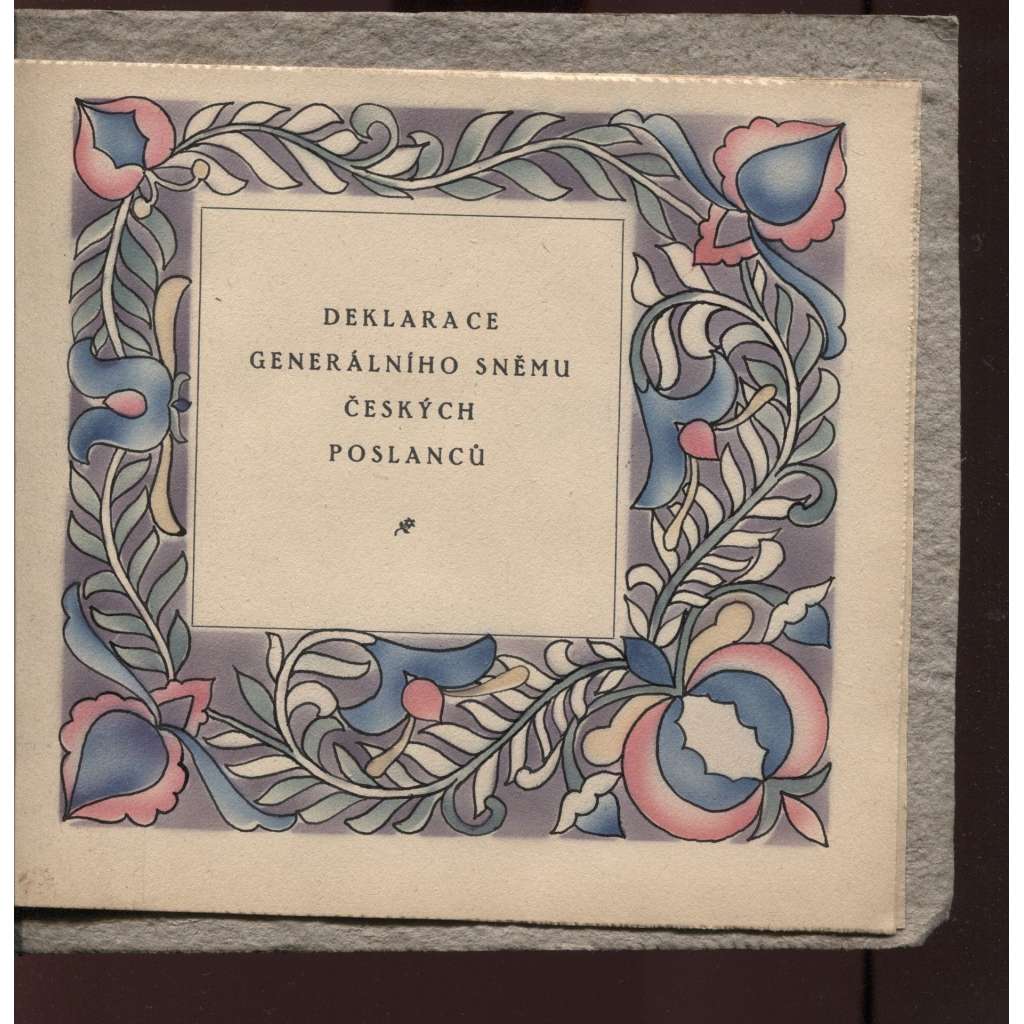 DEKLARACE
GENERÁLNÍHO SNĚMU
ČESKÝCH
POSLANCŮ